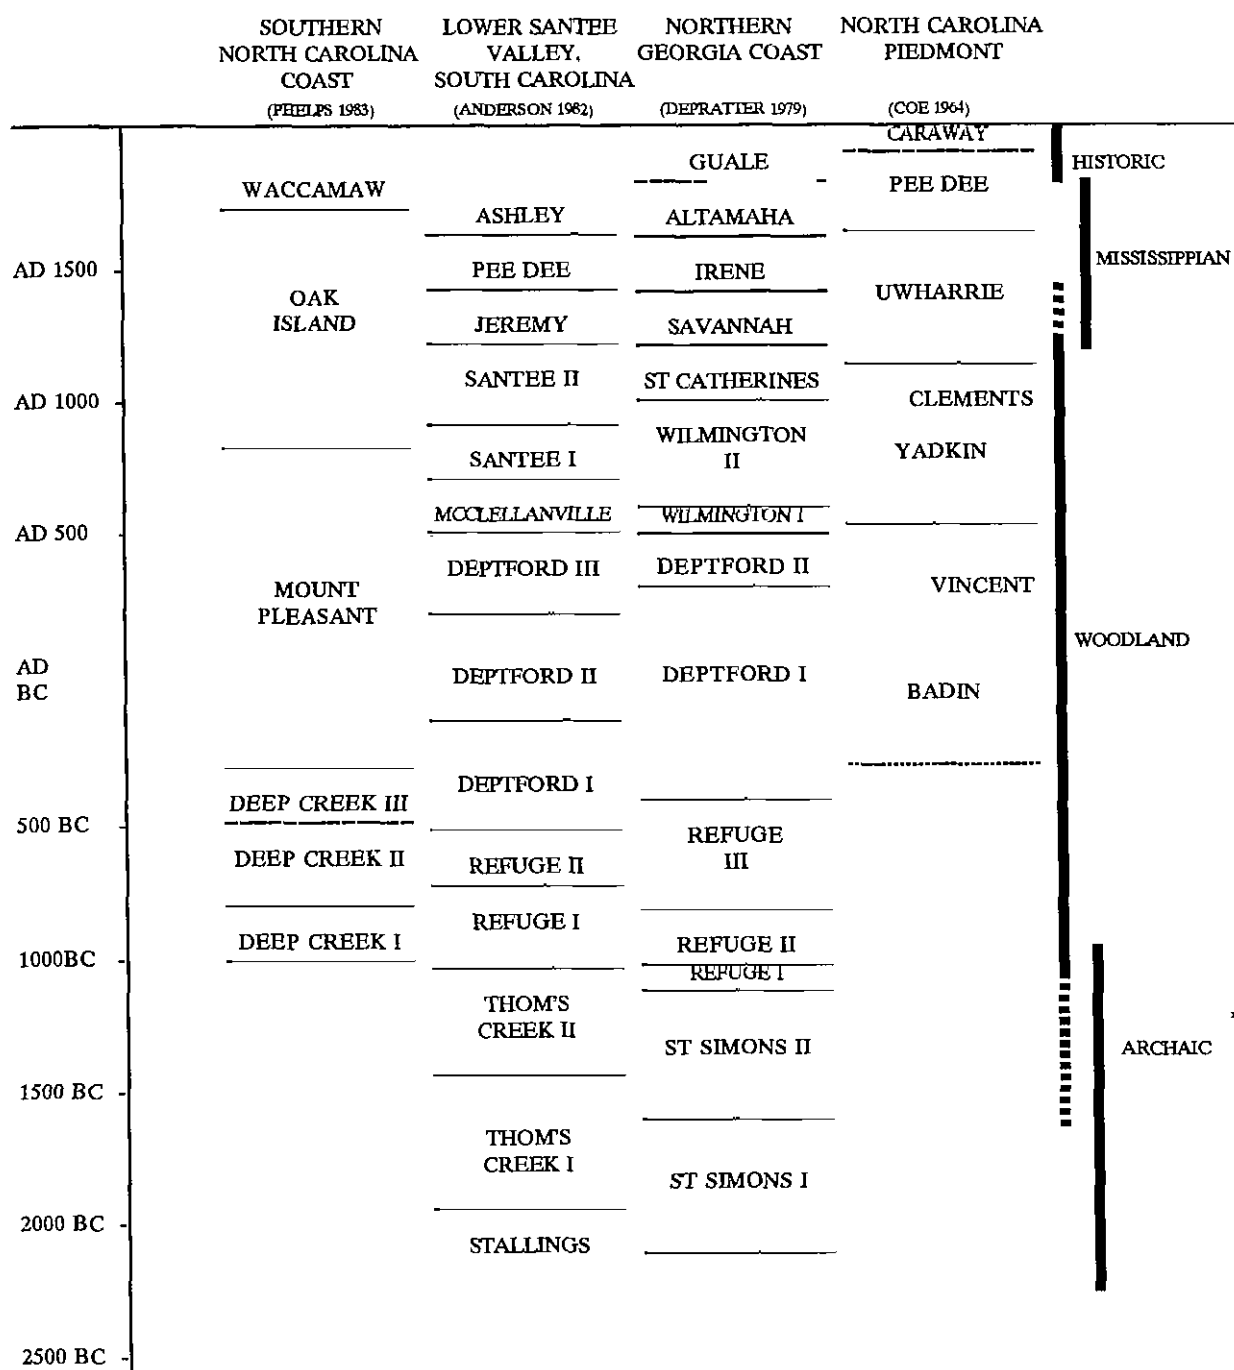 SOUTHERN
NORTH CAROLINA
COAST
(PHELPS 1983)
LOWER SANTEE
VALLEY,
SOUTH CAROLINA
(ANDERSON 1982)
NORTHERN
GEORGIA COAST
(DEPRATTER 1979)
NORTH CAROLINA
PIEDMONT
(COE 1964)
AD 1500
AD 1000
AD 500
AD
BC
500 BC
1000BC
1500 BC
2000 BC
2500 BC
WACCAMAW
OAK
ISLAND
MOUNT
PLEASANT
DEEP CREEK III
DEEP CREEK II
DEEP CREEK I
ASHLEY
PEE DEE
JEREMY
SANTEE II
SANTEE I
MCCLELLANVILLE
DEPTFORD III
DEPTFORD II
DEPTFORD I
REFUGE II
REFUGE I
THOM'S
CREEK II
THOM'S
CREEK I
STALLINGS
GUALE
ALTAMAHA
IRENE
SAVANNAH
ST CATHERINES
WILMINGTON
II
WILMINGTON I
DEPTFORD II
DEPTFORD I
REFUGE
III
REFUGE II
REFUGE I
ST SIMONS II
ST SIMONS I
CARAWAY
PEE DEE
UWHARRIE
CLEMENTS
YADKIN
VINCENT
BADIN
HISTORIC
MISSISSIPPIAN
WOODLAND
ARCHAIC